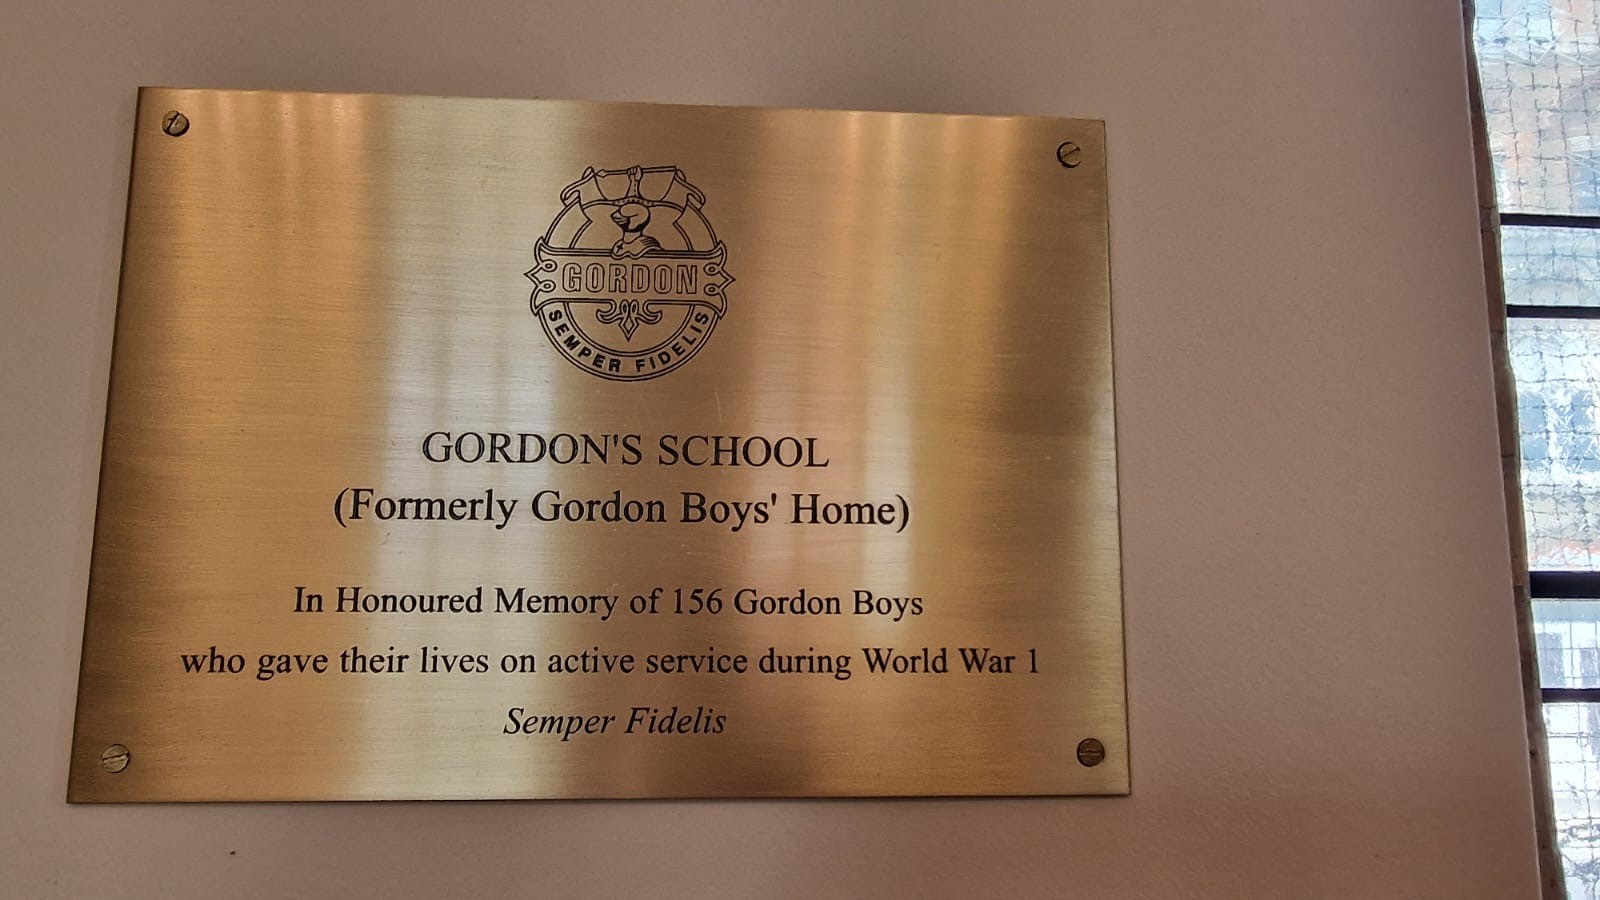 GORDON
SEMPER FIDELIS
GORDON'S SCHOOL
(Formerly Gordon Boys' Home)
In Honoured Memory of 156 Gordon Boys
who gave their lives on active service during World War 1
Semper Fidelis